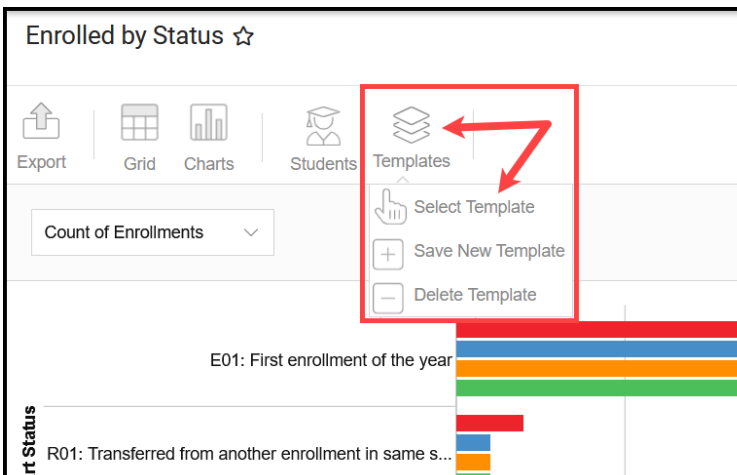 Enrolled by Status
Export
Grid
Charts
Students
Templates
Select Template
Save New Template
Delete Template
Count of Enrollments
E01: First enrollment of the year
R01: Transferred from another enrollment in same s...
Status